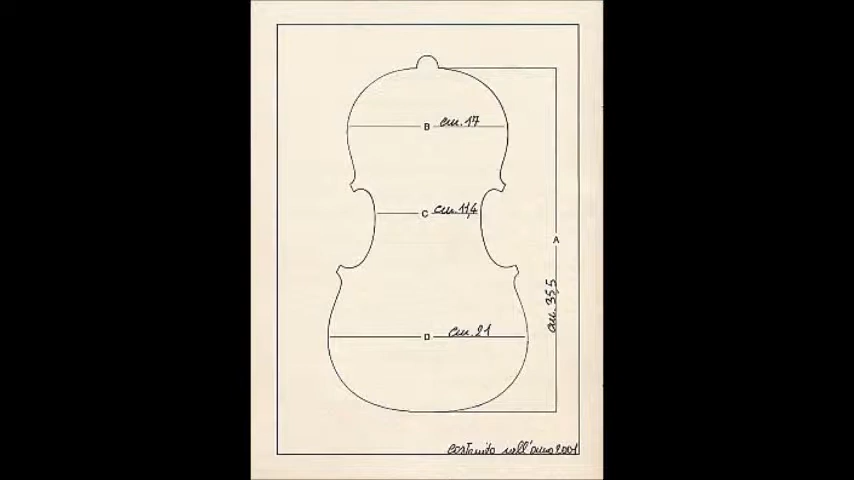 B cm. 17
C cm. 11,4
A
cm. 35,5
D cm. 21
costruito nell'anno 2001